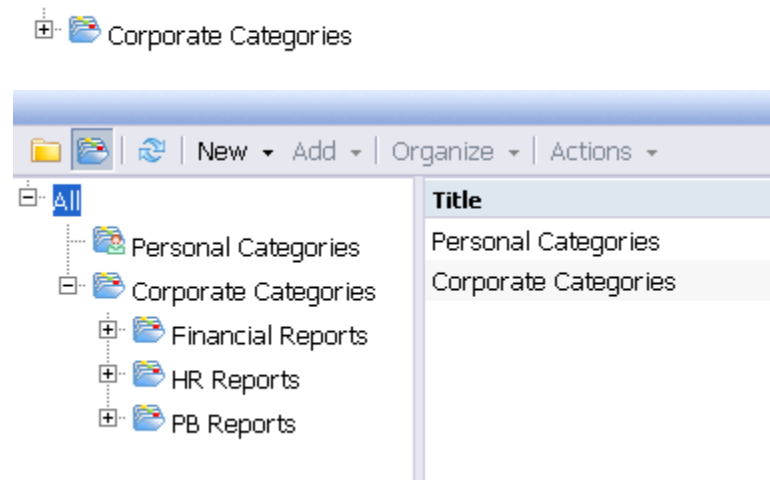 Corporate Categories
New Add Organize Actions
All
Title
Personal Categories
Personal Categories
Corporate Categories
Corporate Categories
Financial Reports
HR Reports
PB Reports